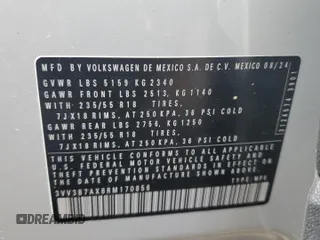 MFD BY VOLKSWAGEN DE MEXICO S.A. DE C.V. MEXICO 08/24
GVWR LBS 5159 KG 2340
GAWR FRONT LBS 2513, KG 1140
WITH 235/55 R18 TIRES,
7JX18 RIMS, AT 250 KPA, 36 PSI COLD
GAWR REAR LBS 2756, KG 1250
WITH 235/55 R18 TIRES,
7JX18 RIMS, AT 250 KPA, 36 PSI COLD
THIS VEHICLE CONFORMS TO ALL APPLICABLE
FEDERAL MOTOR VEHICLE SAFETY AND
THEFT PREVENTION STANDARDS IN EFFECT ON
THE DATE OF MANUFACTURE SHOWN ABOVE.
TYPE:
DREAMBID